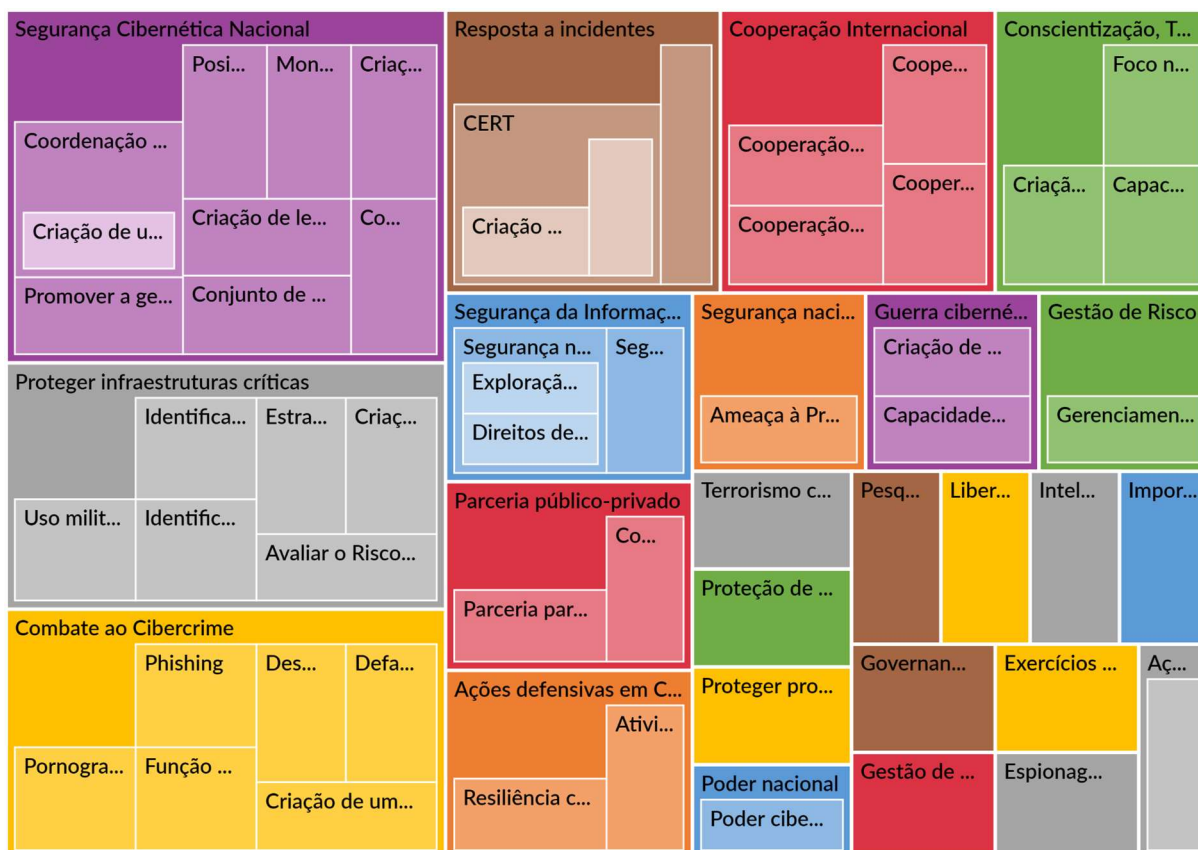 Segurança Cibernética Nacional
Posi...
Mon...
Criaç...
Coordenação ...
Criação de u...
Criação de le...
Co...
Promover a ge...
Conjunto de ...
Proteger infraestruturas críticas
Identifica...
Estra...
Criaç...
Uso milit...
Identific...
Avaliar o Risco...
Combate ao Cibercrime
Phishing
Des...
Defa...
Pornogra...
Função ...
Criação de um...
Resposta a incidentes
CERT
Criação ...
Cooperação Internacional
Coope...
Cooperação...
Cooper...
Cooperação...
Conscientização, T...
Foco n...
Criaçã...
Capac...
Segurança da Informaç...
Segurança n...
Seg...
Exploraçã...
Direitos de...
Segurança naci...
Ameaça à Pr...
Guerra ciberné...
Criação de ...
Capacidade...
Gestão de Risco
Gerenciamen...
Parceria público-privado
Co...
Parceria par...
Ações defensivas em C...
Ativi...
Resiliência c...
Terrorismo c...
Proteção de ...
Proteger pro...
Poder nacional
Poder cibe...
Pesq...
Liber...
Intel...
Impor...
Governan...
Exercícios ...
Aç...
Gestão de ...
Espionag...